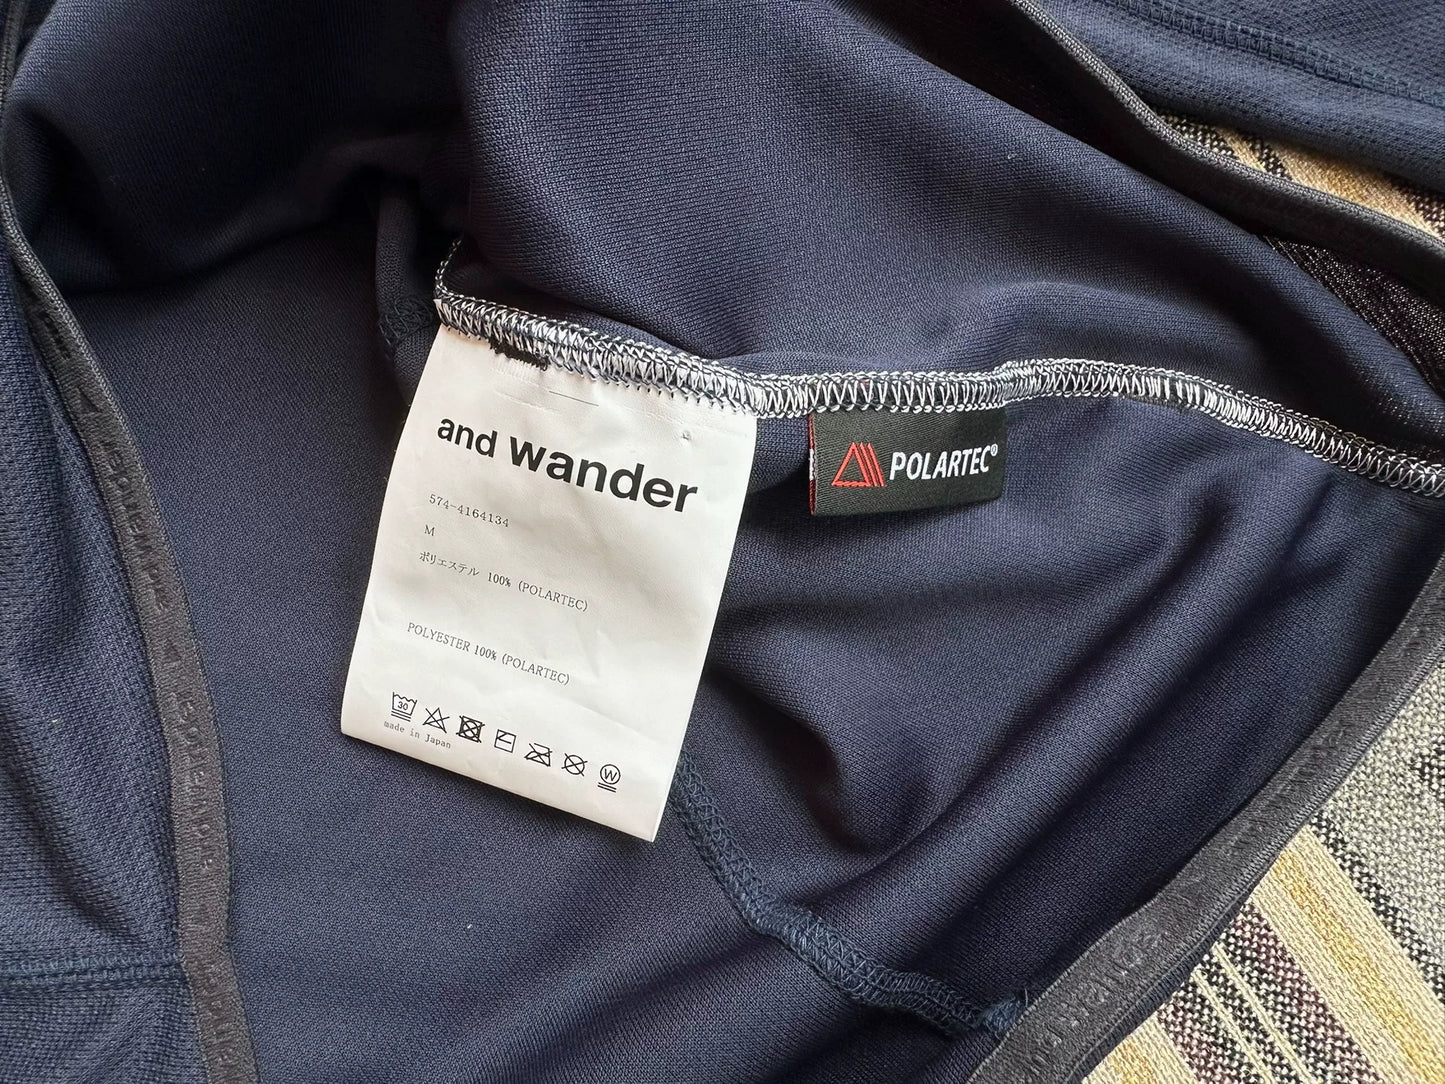 and wander
574-4164134
M
ポリエステル 100% (POLARTEC)
POLYESTER 100% (POLARTEC)
30
W
made in Japan
POLARTEC®